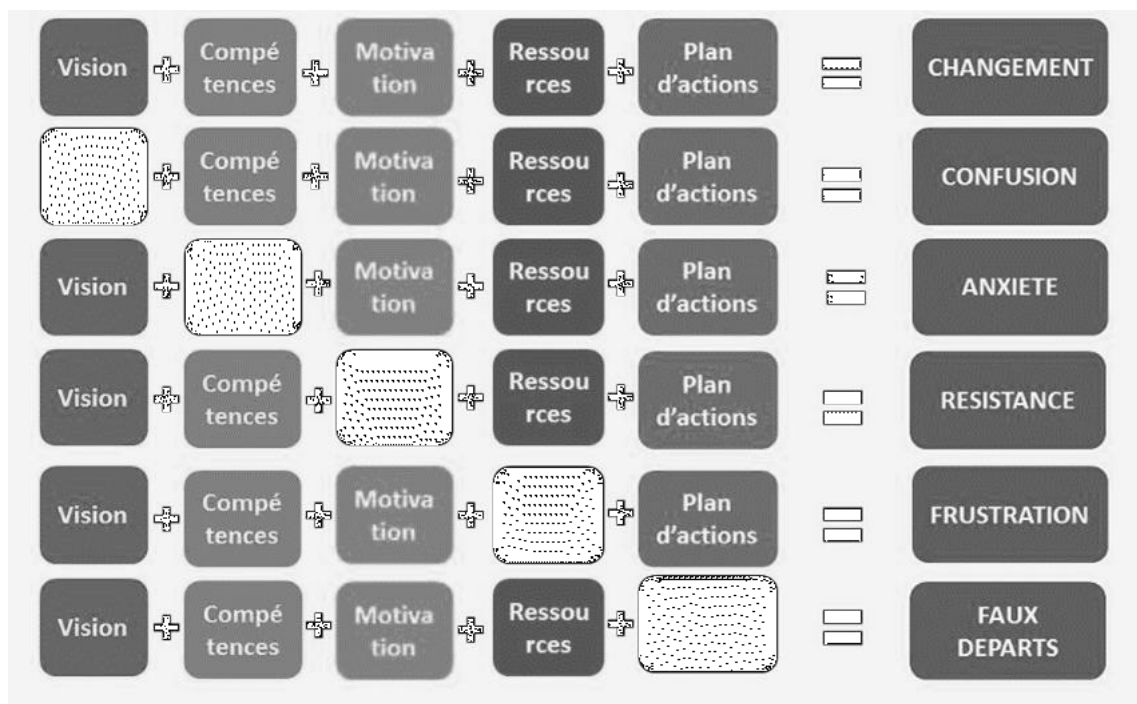 Vision + Compé tences + Motiva tion + Ressou rces + Plan d'actions = CHANGEMENT
+ Compé tences + Motiva tion + Ressou rces + Plan d'actions = CONFUSION
Vision + + Motiva tion + Ressou rces + Plan d'actions = ANXIETE
Vision + Compé tences + + Ressou rces + Plan d'actions = RESISTANCE
Vision + Compé tences + Motiva tion + + Plan d'actions = FRUSTRATION
Vision + Compé tences + Motiva tion + Ressou rces + = FAUX DEPARTS